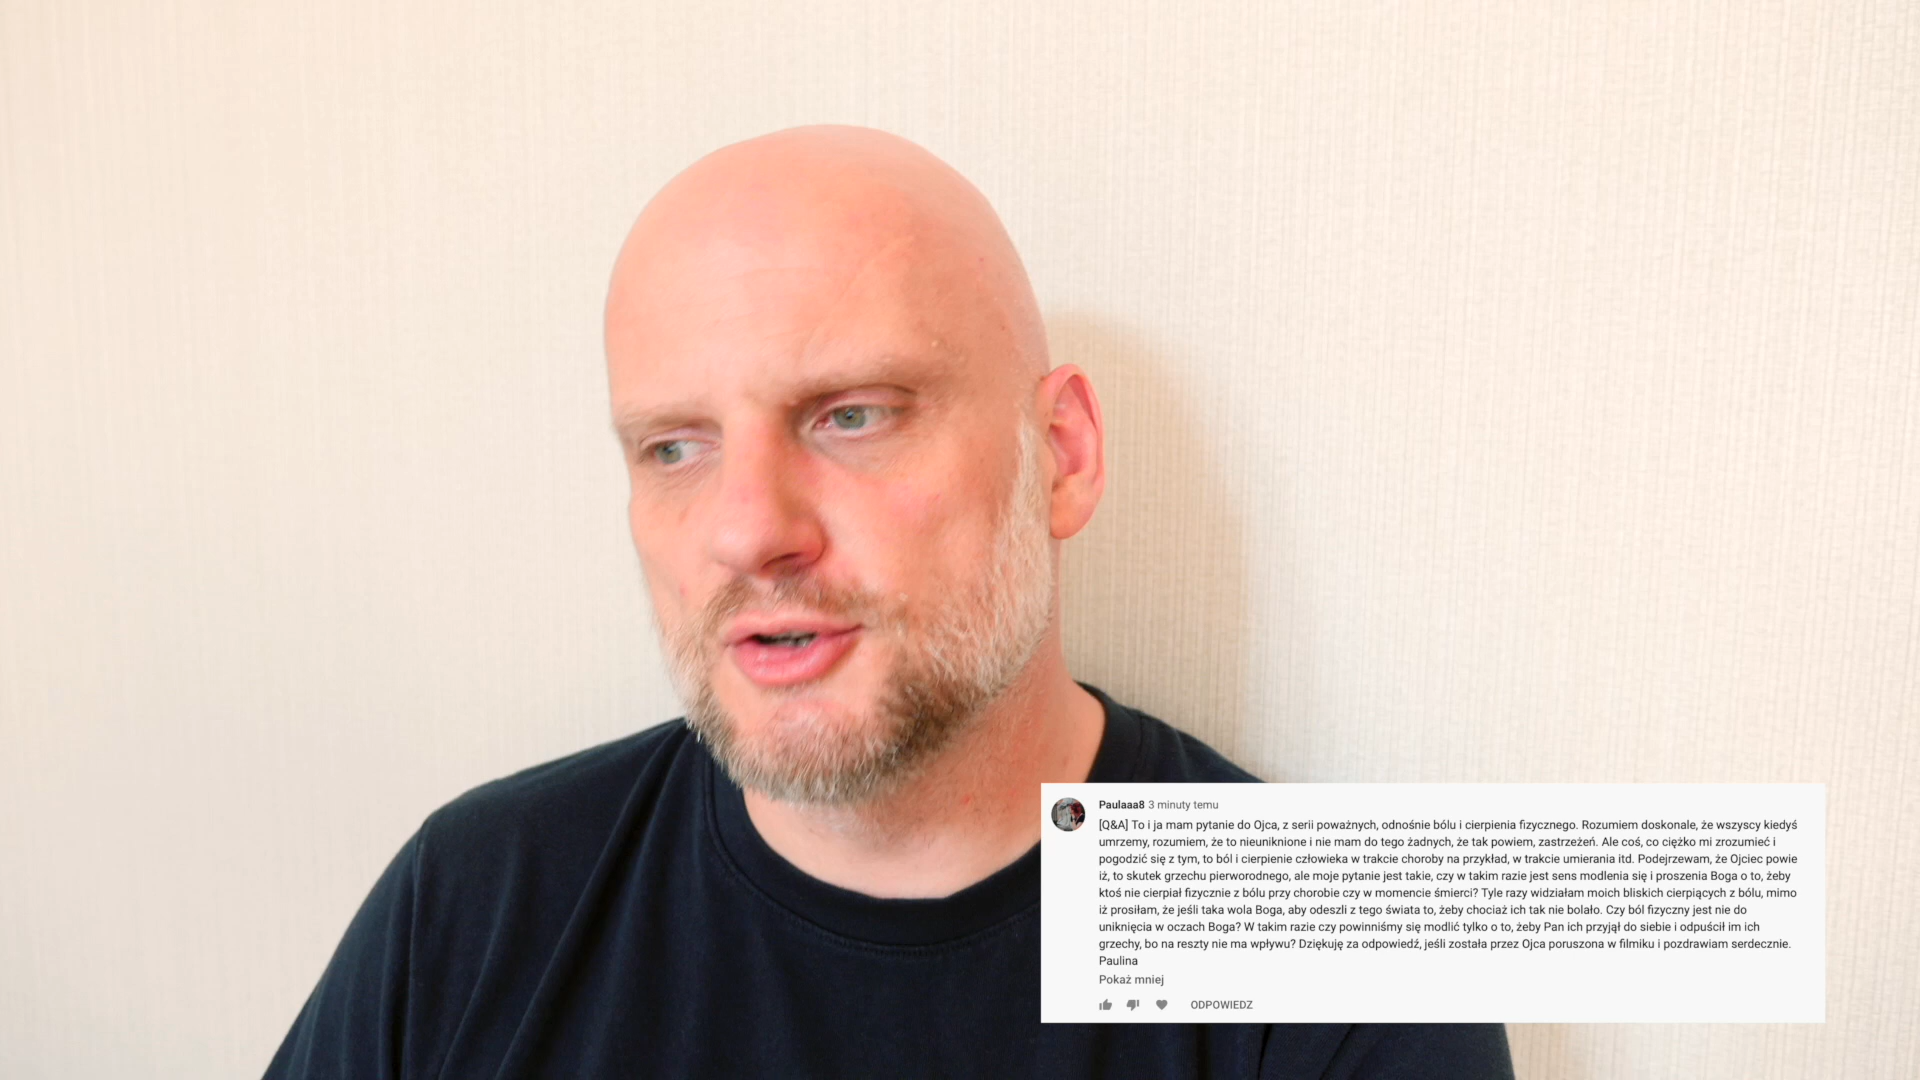 Paulaaa8 3 minuty temu
[Q&A] To i ja mam pytanie do Ojca, z serii poważnych, odnośnie bólu i cierpienia fizycznego. Rozumiem doskonale, że wszyscy kiedyś
umrzemy, rozumiem, że to nieuniknione i nie mam do tego żadnych, że tak powiem, zastrzeżeń. Ale coś, co ciężko mi zrozumieć i
pogodzić się z tym, to ból i cierpienie człowieka w trakcie choroby na przykład, w trakcie umierania itd. Podejrzewam, że Ojciec powie
iż, to skutek grzechu pierworodnego, ale moje pytanie jest takie, czy w takim razie jest sens modlenia się i proszenia Boga o to, żeby
ktoś nie cierpiał fizycznie z bólu przy chorobie czy w momencie śmierci? Tyle razy widziałam moich bliskich cierpiących z bólu, mimo
iż prosiłam, że jeśli taka wola Boga, aby odeszli z tego świata to, żeby chociaż ich tak nie bolało. Czy ból fizyczny jest nie do
uniknięcia w oczach Boga? W takim razie czy powinniśmy się modlić tylko o to, żeby Pan ich przyjął do siebie i odpuścił im ich
grzechy, bo na reszty nie ma wpływu? Dziękuję za odpowiedź, jeśli została przez Ojca poruszona w filmiku i pozdrawiam serdecznie.
Paulina
Pokaż mniej
ODPOWIEDZ